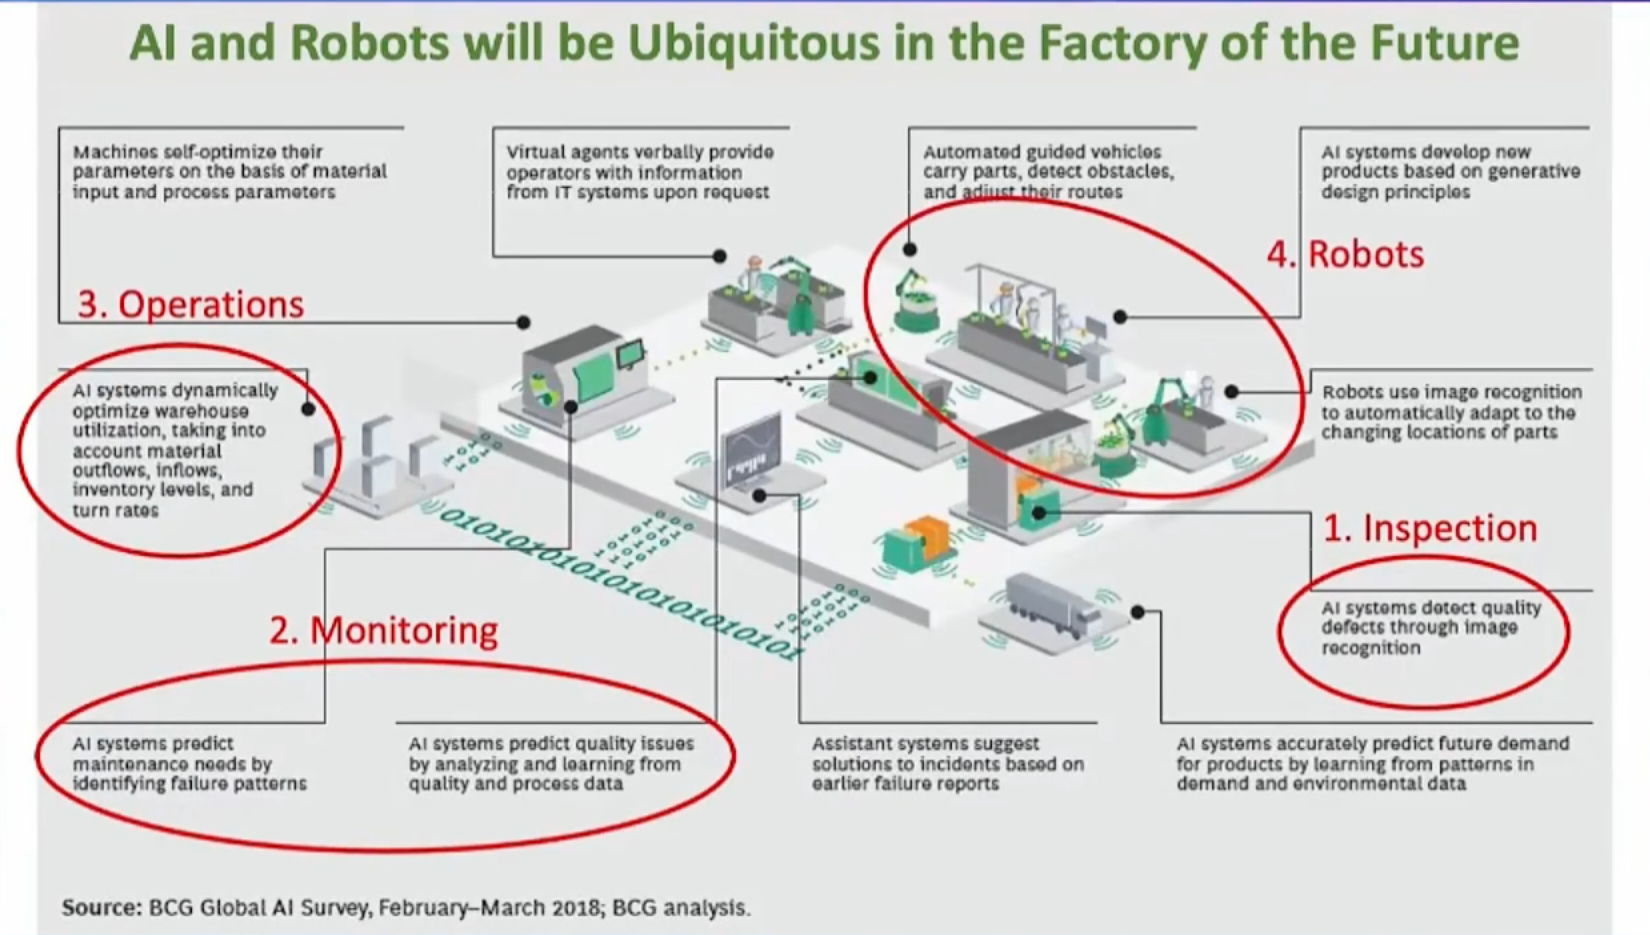 AI and Robots will be Ubiquitous in the Factory of the Future
Machines self-optimize their
parameters on the basis of material
input and process parameters
Virtual agents verbally provide
operators with information
from IT systems upon request
Automated guided vehicles
carry parts, detect obstacles,
and adjust their routes
AI systems develop new
products based on generative
design principles
4. Robots
3. Operations
AI systems dynamically
optimize warehouse
utilization, taking into
account material
outflows, inflows,
inventory levels, and
turn rates
Robots use image recognition
to automatically adapt to the
changing locations of parts
1. Inspection
AI systems detect quality
defects through image
recognition
2. Monitoring
AI systems predict
maintenance needs by
identifying failure patterns
AI systems predict quality issues
by analyzing and learning from
quality and process data
Assistant systems suggest
solutions to incidents based on
earlier failure reports
AI systems accurately predict future demand
for products by learning from patterns in
demand and environmental data
Source: BCG Global AI Survey, February–March 2018; BCG analysis.